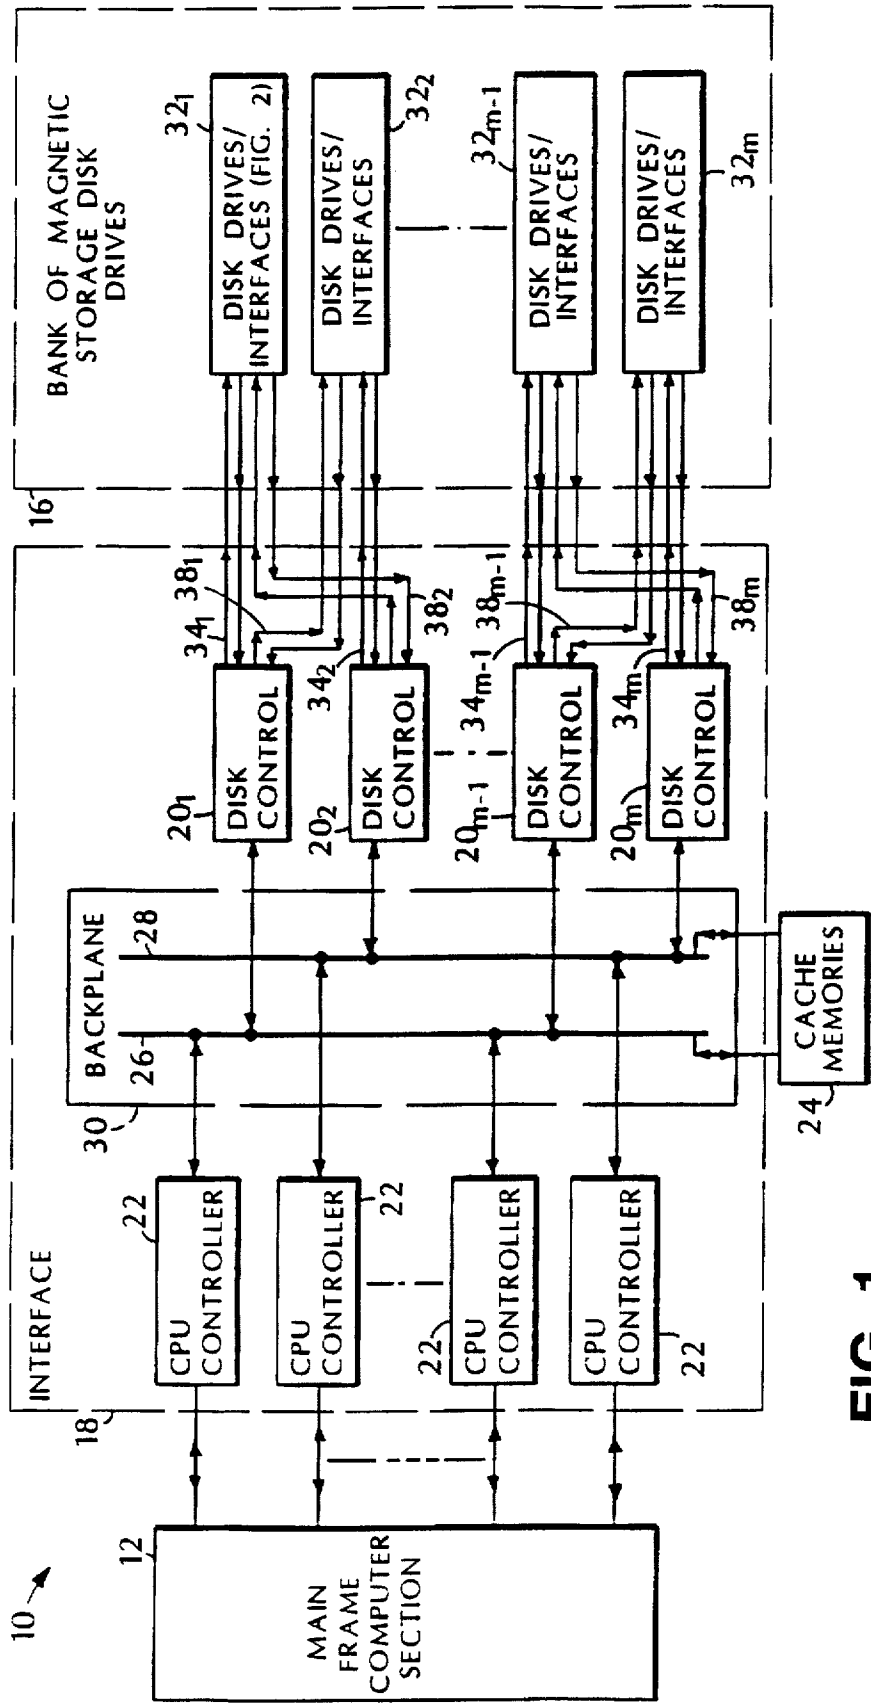 10
12
MAIN
FRAME
COMPUTER
SECTION
18
INTERFACE
22
CPU
CONTROLLER
CPU
CONTROLLER
22
22
CPU
CONTROLLER
CPU
CONTROLLER
22
30
BACKPLANE
26
28
24
CACHE
MEMORIES
20₁
DISK
CONTROL
20₂
DISK
CONTROL
20m-1
DISK
CONTROL
20m
DISK
CONTROL
34₁
38₁
34₂
38₂
34m-1
38m-1
34m
38m
16
BANK OF MAGNETIC
STORAGE DISK
DRIVES
32₁
DISK DRIVES/
INTERFACES (FIG. 2)
DISK DRIVES/
INTERFACES
32₂
DISK DRIVES/
INTERFACES
32m-1
DISK DRIVES/
INTERFACES
32m
FIG. 1